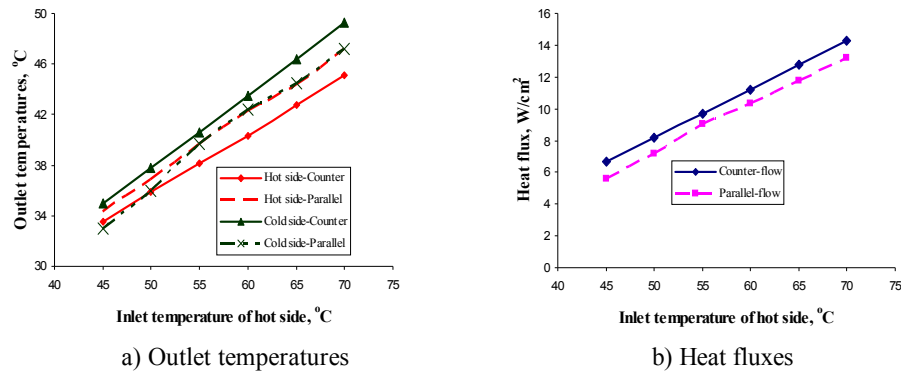 50
46
42
38
34
30
Outlet temperatures, °C
Hot side-Counter
Hot side-Parallel
Cold side-Counter
Cold side-Parallel
40 45 50 55 60 65 70 75
Inlet temperature of hot side, °C
a) Outlet temperatures
16
14
12
10
8
6
4
2
0
Heat flux, W/cm²
Counter-flow
Parallel-flow
40 45 50 55 60 65 70 75
Inlet temperature of hot side, °C
b) Heat fluxes